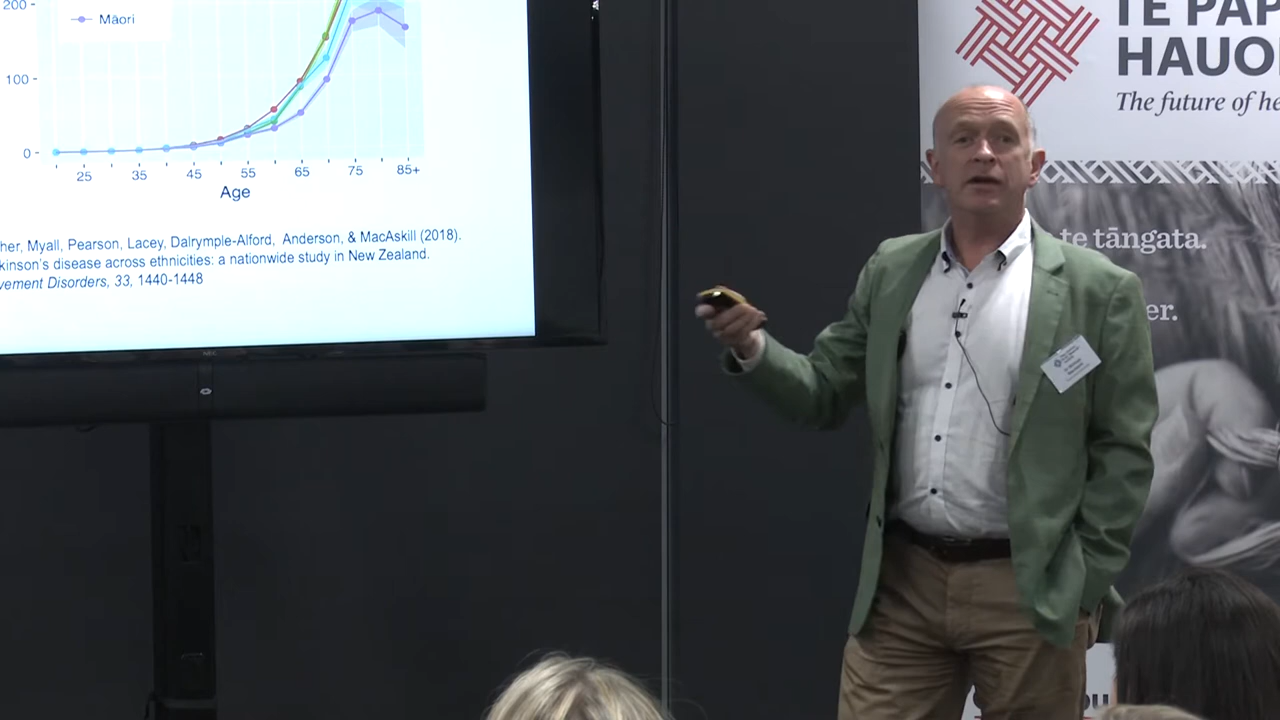 200
Māori
100
0
25 35 45 55 65 75 85+
Age
her, Myall, Pearson, Lacey, Dalrymple-Alford, Anderson, & MacAskill (2018).
kinson's disease across ethnicities: a nationwide study in New Zealand.
vement Disorders, 33, 1440-1448
NEC
TE PAP
HAUO
The future of he
te tāngata.
er.